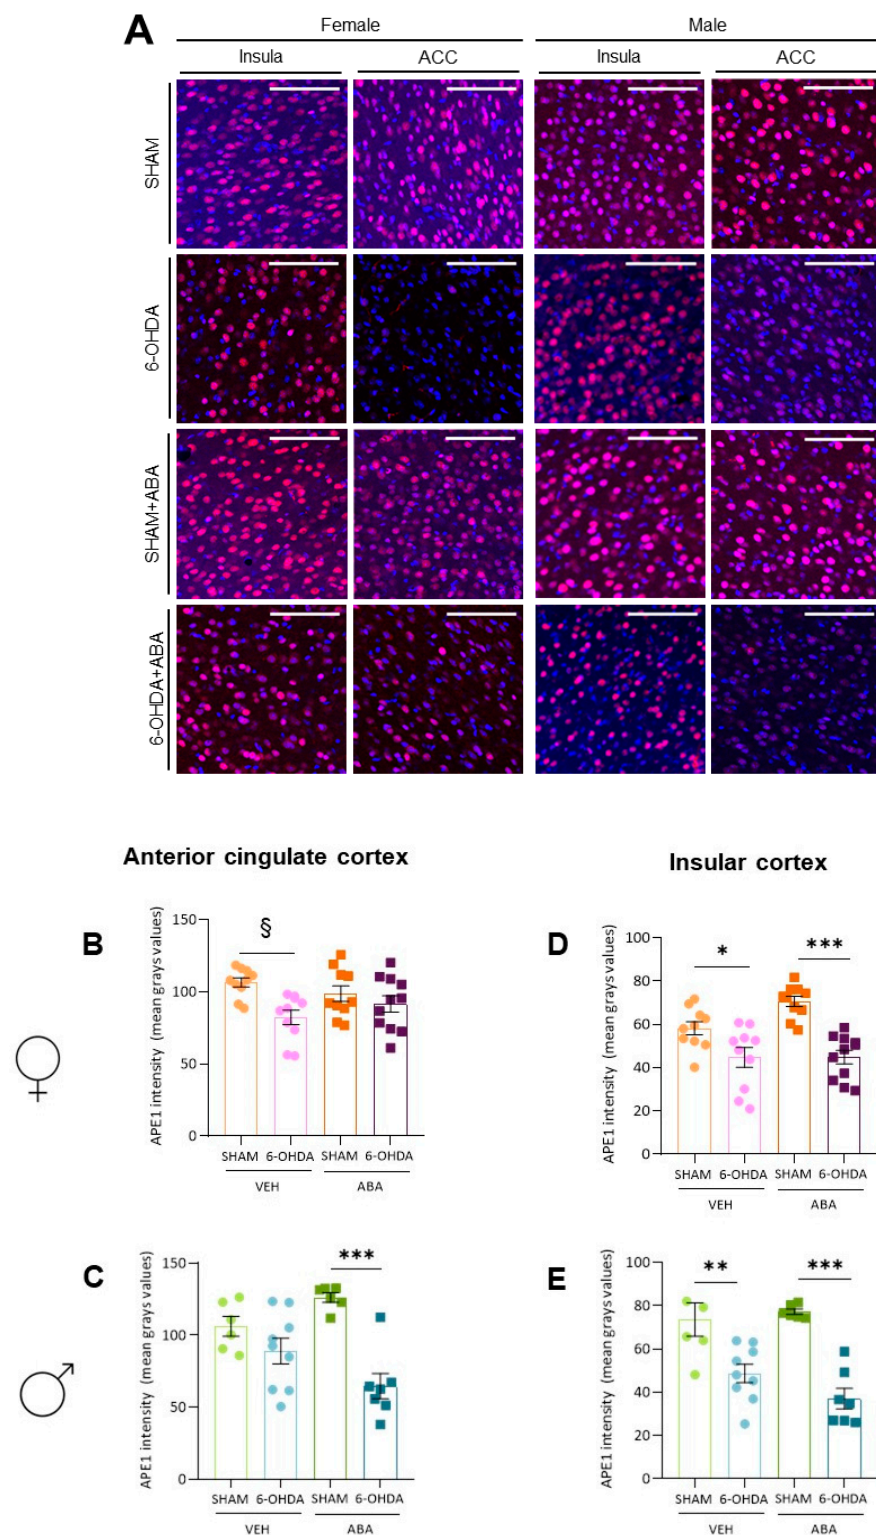 A
Female
Male
Insula
ACC
Insula
ACC
SHAM
6-OHDA
SHAM+ABA
6-OHDA+ABA
Anterior cingulate cortex
Insular cortex
B
§
APE1 intensity (mean grays values)
150
100
50
0
SHAM 6-OHDA SHAM 6-OHDA
VEH ABA
D
* ***
APE1 intensity (mean grays values)
100
80
60
40
20
0
SHAM 6-OHDA SHAM 6-OHDA
VEH ABA
C
***
APE1 intensity (mean grays values)
150
100
50
0
SHAM 6-OHDA SHAM 6-OHDA
VEH ABA
E
** ***
APE1 intensity (mean grays values)
100
80
60
40
20
0
SHAM 6-OHDA SHAM 6-OHDA
VEH ABA